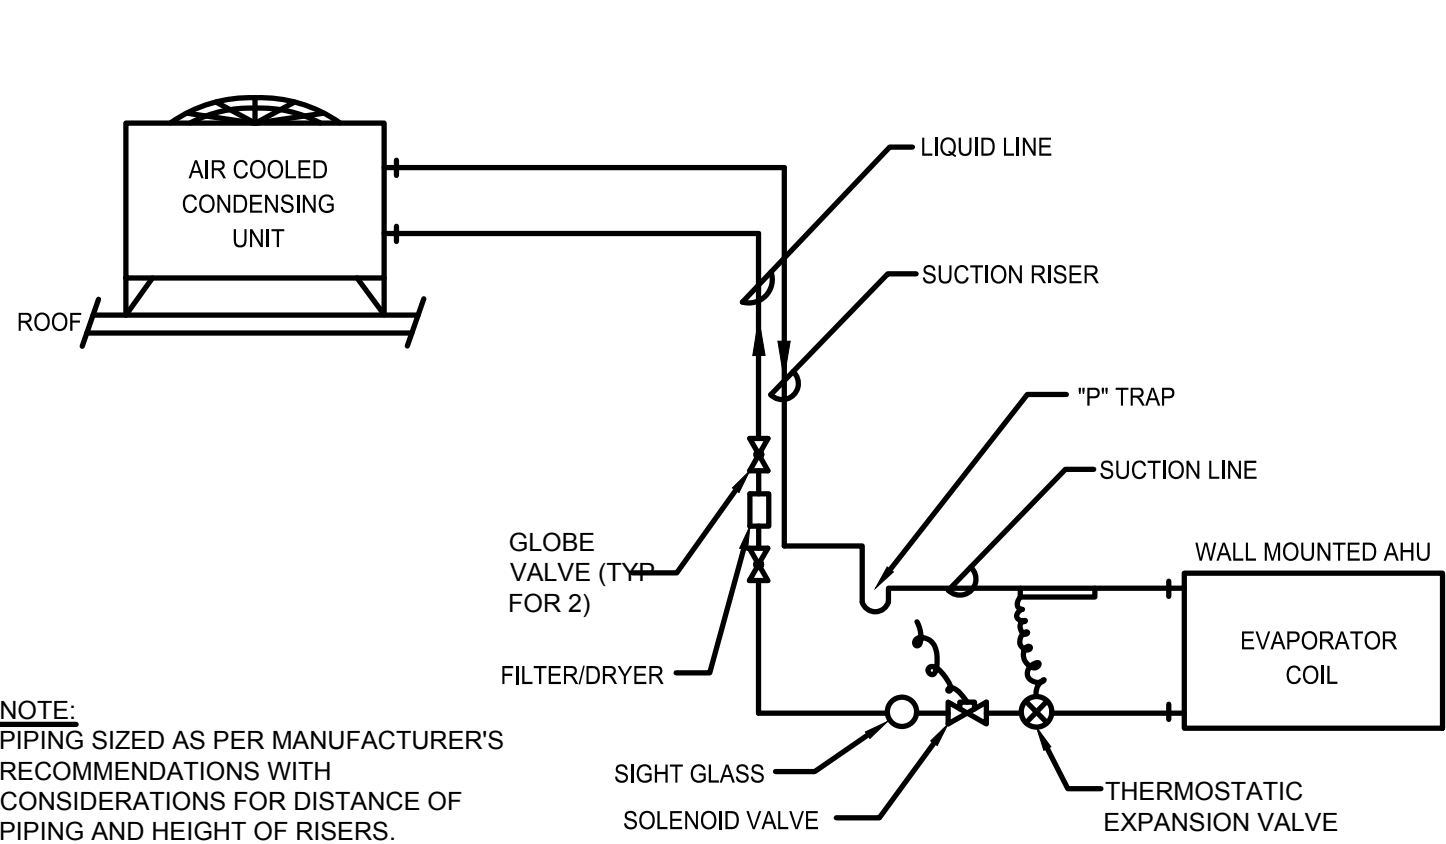 AIR COOLED
CONDENSING
UNIT
ROOF
LIQUID LINE
SUCTION RISER
"P" TRAP
SUCTION LINE
WALL MOUNTED AHU
EVAPORATOR
COIL
GLOBE
VALVE (TYP
FOR 2)
FILTER/DRYER
SIGHT GLASS
SOLENOID VALVE
THERMOSTATIC
EXPANSION VALVE
NOTE:
PIPING SIZED AS PER MANUFACTURER'S
RECOMMENDATIONS WITH
CONSIDERATIONS FOR DISTANCE OF
PIPING AND HEIGHT OF RISERS.